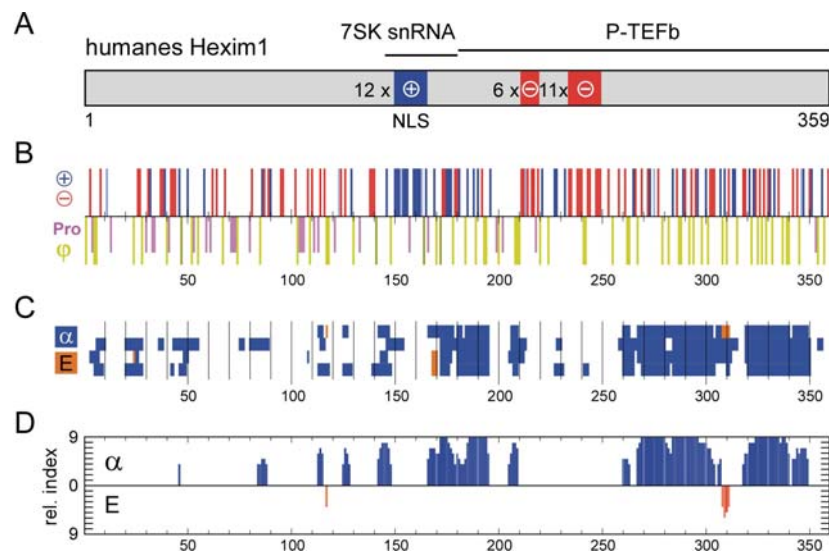 A
7SK snRNA
P-TEFb
humanes Hexim1
12 x
⊕
6 x
⊖
11x
⊖
1
NLS
359
B
⊕
⊖
Pro
φ
50 100 150 200 250 300 350
C
α
E
50 100 150 200 250 300 350
D
9
α
0
E
9
rel. index
50 100 150 200 250 300 350